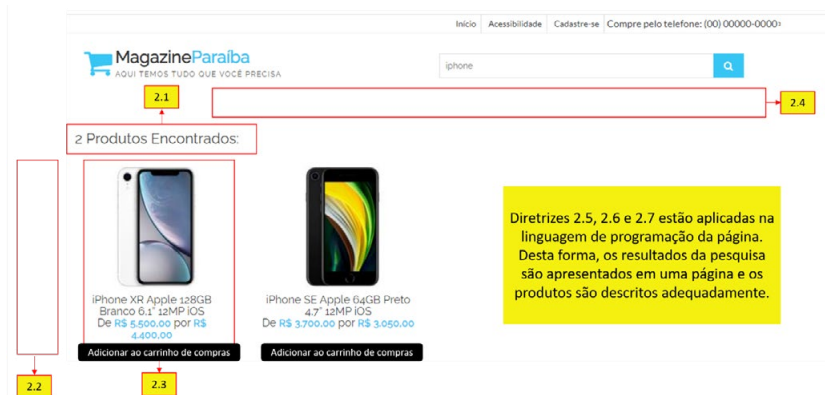 Início Acessibilidade Cadastre-se Compre pelo telefone: (00) 00000-0000
MagazineParaíba
AQUI TEMOS TUDO QUE VOCÊ PRECISA
iphone
2.1
2.4
2 Produtos Encontrados:
Diretrizes 2.5, 2.6 e 2.7 estão aplicadas na
linguagem de programação da página.
Desta forma, os resultados da pesquisa
são apresentados em uma página e os
produtos são descritos adequadamente.
iPhone XR Apple 128GB
Branco 6.1" 12MP iOS
De R$ 5.500,00 por R$
4.400,00
Adicionar ao carrinho de compras
iPhone SE Apple 64GB Preto
4.7" 12MP iOS
De R$ 3.700,00 por R$ 3.050,00
Adicionar ao carrinho de compras
2.2
2.3